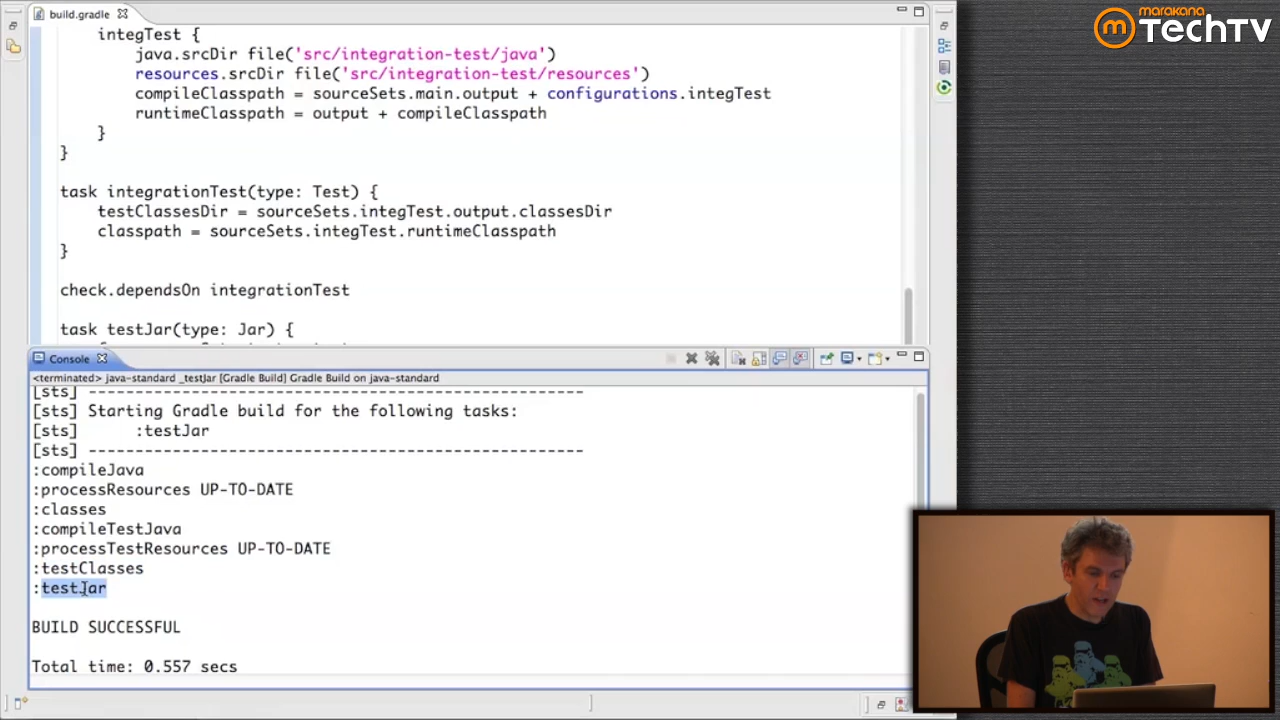 build.gradle
marakana
TechTV
integTest {
java.srcDir file('src/integration-test/java')
resources.srcDir file('src/integration-test/resources')
compileClasspath = sourceSets.main.output + configurations.integTest
runtimeClasspath = output + compileClasspath
}
}
task integrationTest(type: Test) {
testClassesDir = sourceSets.integTest.output.classesDir
classpath = sourceSets.integTest.runtimeClasspath
}
check.dependsOn integrationTest
task testJar(type: Jar) {
Console
<terminated> java-standard _testJar [Gradle Build] Gradle Build on java-standard
[sts] -----------------------------------------------------
[sts] Starting Gradle build for the following tasks:
[sts] :testJar
[sts] -----------------------------------------------------
:compileJava
:processResources UP-TO-DATE
:classes
:compileTestJava
:processTestResources UP-TO-DATE
:testClasses
:testJar
BUILD SUCCESSFUL
Total time: 0.557 secs